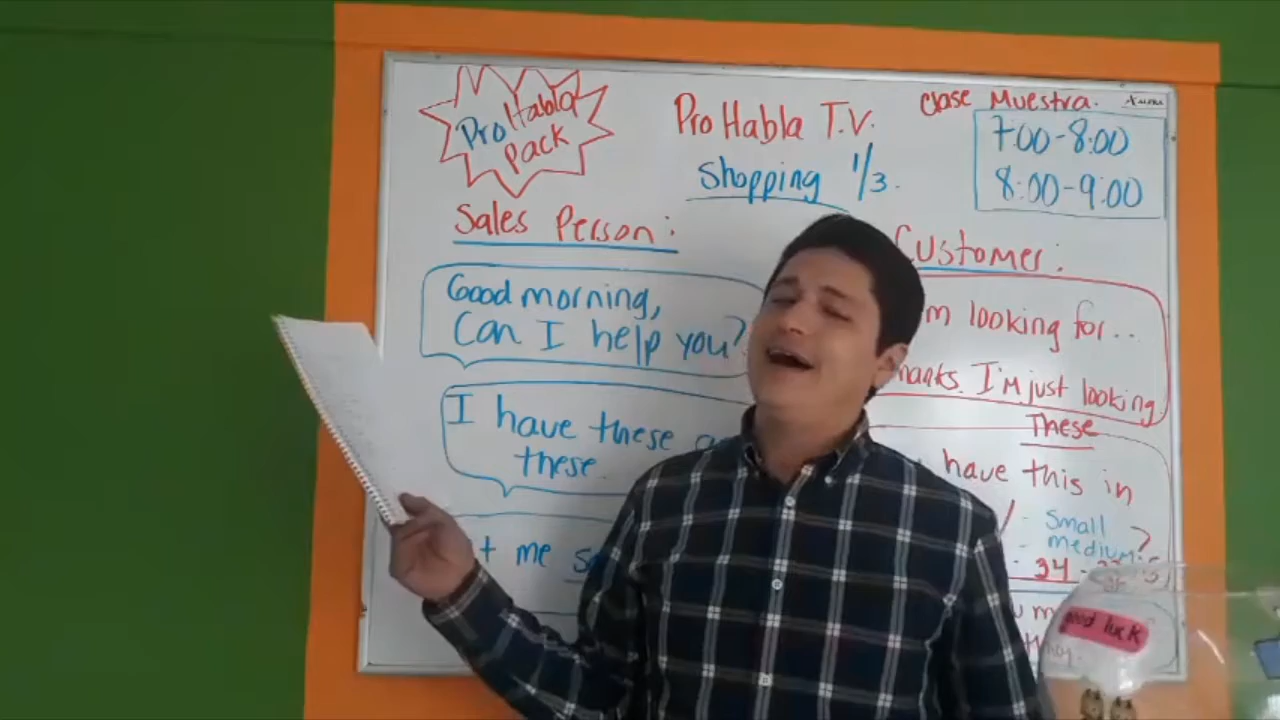 Pro Habla
Pack
Pro Habla T.V.
Shopping 1/3.
Clase Muestra.
7:00-8:00
8:00-9:00
Sales Person:
Good morning,
Can I help you?
I have these
these.
t me
Customer:
m looking for..
hanks. I'm just looking.
These
have this in
- Small
medium ?
- 34 -
good luck